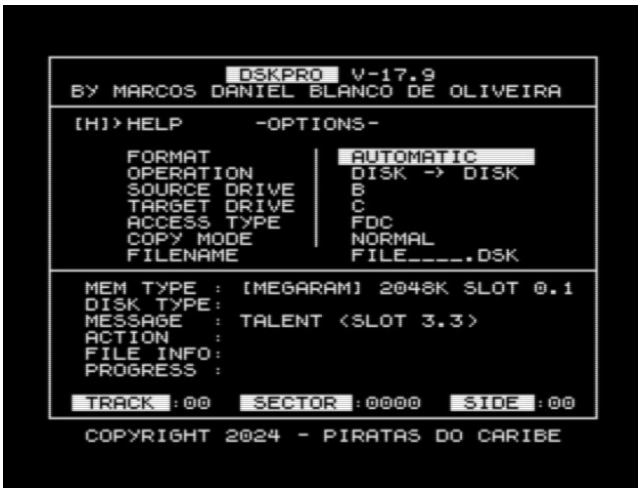 DSKPRO V-17.9
BY MARCOS DANIEL BLANCO DE OLIVEIRA
[H]>HELP -OPTIONS-
FORMAT AUTOMATIC
OPERATION DISK -> DISK
SOURCE DRIVE B
TARGET DRIVE C
ACCESS TYPE FDC
COPY MODE NORMAL
FILENAME FILE____.DSK
MEM TYPE : [MEGARAM] 2048K SLOT 0.1
DISK TYPE:
MESSAGE : TALENT <SLOT 3.3>
ACTION :
FILE INFO:
PROGRESS :
TRACK :00 SECTOR :0000 SIDE :00
COPYRIGHT 2024 - PIRATAS DO CARIBE